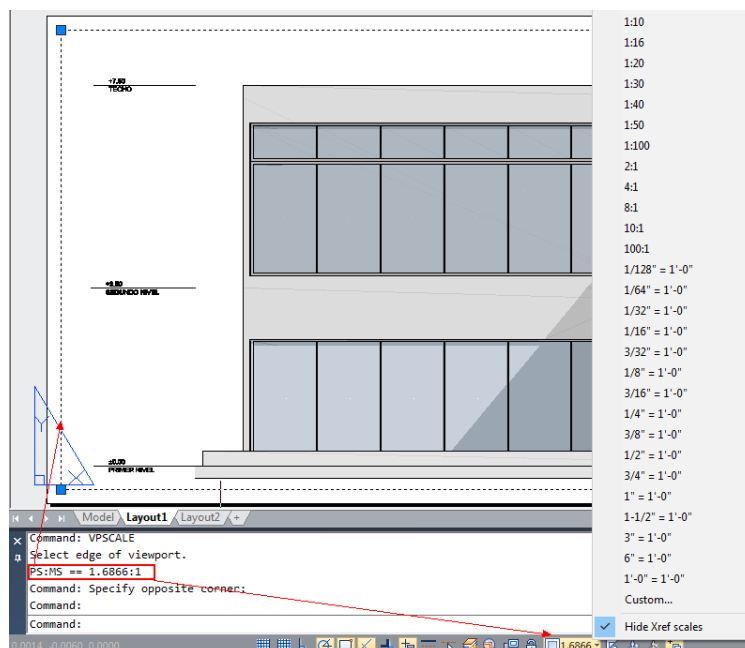 +7.50
TECHO
SEGUNDO NIVEL
±0.00
PRIMER NIVEL
Model
Layout1
Layout2
+
Command: VPSCALE
Select edge of viewport.
PS:MS == 1.6866:1
Command: Specify opposite corner:
Command:
Command:
0.0014, -0.0060, 0.0000
1.6866
1:10
1:16
1:20
1:30
1:40
1:50
1:100
2:1
4:1
8:1
10:1
100:1
1/128" = 1'-0"
1/64" = 1'-0"
1/32" = 1'-0"
1/16" = 1'-0"
3/32" = 1'-0"
1/8" = 1'-0"
3/16" = 1'-0"
1/4" = 1'-0"
3/8" = 1'-0"
1/2" = 1'-0"
3/4" = 1'-0"
1" = 1'-0"
1-1/2" = 1'-0"
3" = 1'-0"
6" = 1'-0"
1'-0" = 1'-0"
Custom...
Hide Xref scales
Y
X